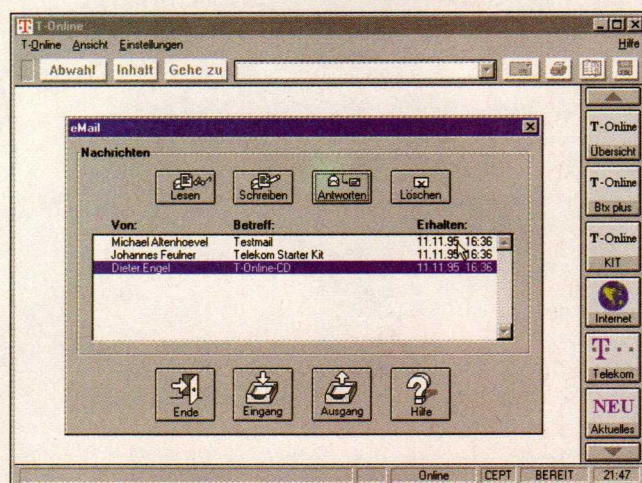 T-Online
T-Online Ansicht Einstellungen Hilfe
Abwahl Inhalt Gehe zu
eMail
Nachrichten
Lesen Schreiben Antworten Löschen
Von: Betreff: Erhalten:
Michael Altenhoevel Testmail 11.11.95 16:36
Johannes Feulner Telekom Starter Kit 11.11.95 16:36
Dieter Engel T-Online-CD 11.11.95 16:36
Ende Eingang Ausgang Hilfe
T-Online
Übersicht
T-Online
Btx plus
T-Online
KIT
Internet
T
Telekom
NEU
Aktuelles
Online CEPT BEREIT 21:47